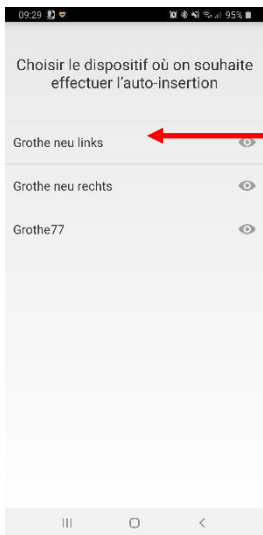 09:29 95%
Choisir le dispositif où on souhaite
effectuer l'auto-insertion
Grothe neu links
Grothe neu rechts
Grothe77